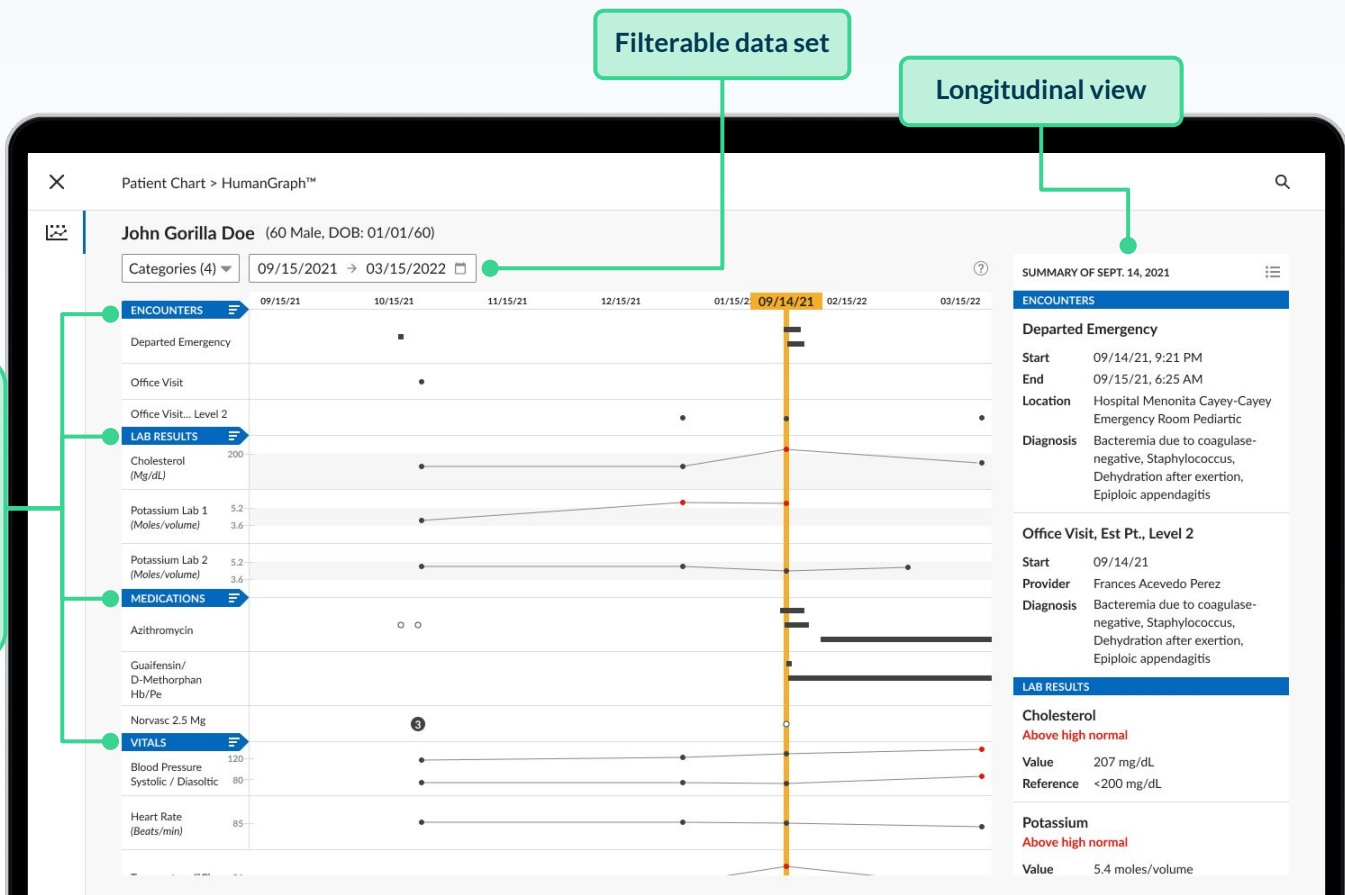 Filterable data set
Longitudinal view
Patient Chart > HumanGraph™
John Gorilla Doe (60 Male, DOB: 01/01/60)
Categories (4)
09/15/2021 → 03/15/2022
?
09/15/21 10/15/21 11/15/21 12/15/21 01/15/2 09/14/21 02/15/22 03/15/22
ENCOUNTERS
Departed Emergency
Office Visit
Office Visit... Level 2
LAB RESULTS
Cholesterol
(Mg/dL)
200
Potassium Lab 1
(Moles/volume)
5.2
3.6
Potassium Lab 2
(Moles/volume)
5.2
3.6
MEDICATIONS
Azithromycin
Guaifensin/
D-Methorphan
Hb/Pe
Norvasc 2.5 Mg
3
VITALS
Blood Pressure
Systolic / Diasoltic
120
80
Heart Rate
(Beats/min)
85
SUMMARY OF SEPT. 14, 2021
ENCOUNTERS
Departed Emergency
Start 09/14/21, 9:21 PM
End 09/15/21, 6:25 AM
Location Hospital Menonita Cayey-Cayey
Emergency Room Pediartic
Diagnosis Bacteremia due to coagulase-
negative, Staphylococcus,
Dehydration after exertion,
Epiploic appendagitis
Office Visit, Est Pt., Level 2
Start 09/14/21
Provider Frances Acevedo Perez
Diagnosis Bacteremia due to coagulase-
negative, Staphylococcus,
Dehydration after exertion,
Epiploic appendagitis
LAB RESULTS
Cholesterol
Above high normal
Value 207 mg/dL
Reference <200 mg/dL
Potassium
Above high normal
Value 5.4 moles/volume